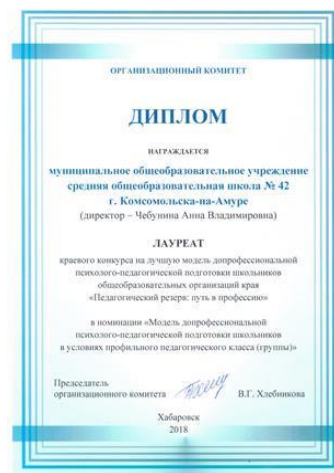 ОРГАНИЗАЦИОННЫЙ КОМИТЕТ
ДИПЛОМ
НАГРАЖДАЕТСЯ
муниципальное общеобразовательное учреждение
средняя общеобразовательная школа № 42
г. Комсомольска-на-Амуре
(директор – Чебунина Анна Владимировна)
ЛАУРЕАТ
краевого конкурса на лучшую модель допрофессиональной
психолого-педагогической подготовки школьников
общеобразовательных организаций края
«Педагогический резерв: путь в профессию»
в номинации «Модель допрофессиональной
психолого-педагогической подготовки школьников
в условиях профильного педагогического класса (группы)»
Председатель
организационного комитета В.Г. Хлебникова
Хабаровск
2018